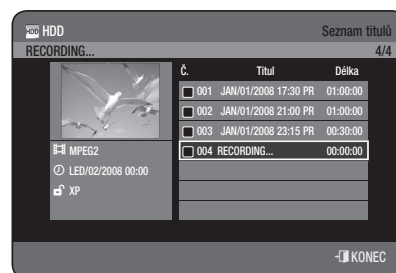 HDD HDD Seznam titulů
RECORDING... 4/4
Č. Titul Délka
001 JAN/01/2008 17:30 PR 01:00:00
002 JAN/01/2008 21:00 PR 01:00:00
003 JAN/01/2008 23:15 PR 00:30:00
004 RECORDING... 00:00:00
MPEG2
LED/02/2008 00:00
XP
KONEC